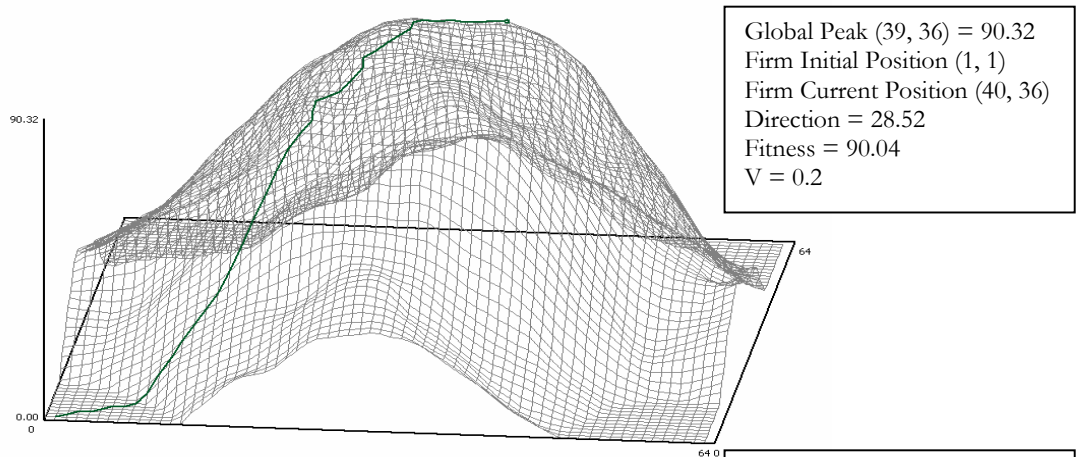 Global Peak (39, 36) = 90.32
Firm Initial Position (1, 1)
Firm Current Position (40, 36)
Direction = 28.52
Fitness = 90.04
V = 0.2
90.32
64
0.00
0
64 0